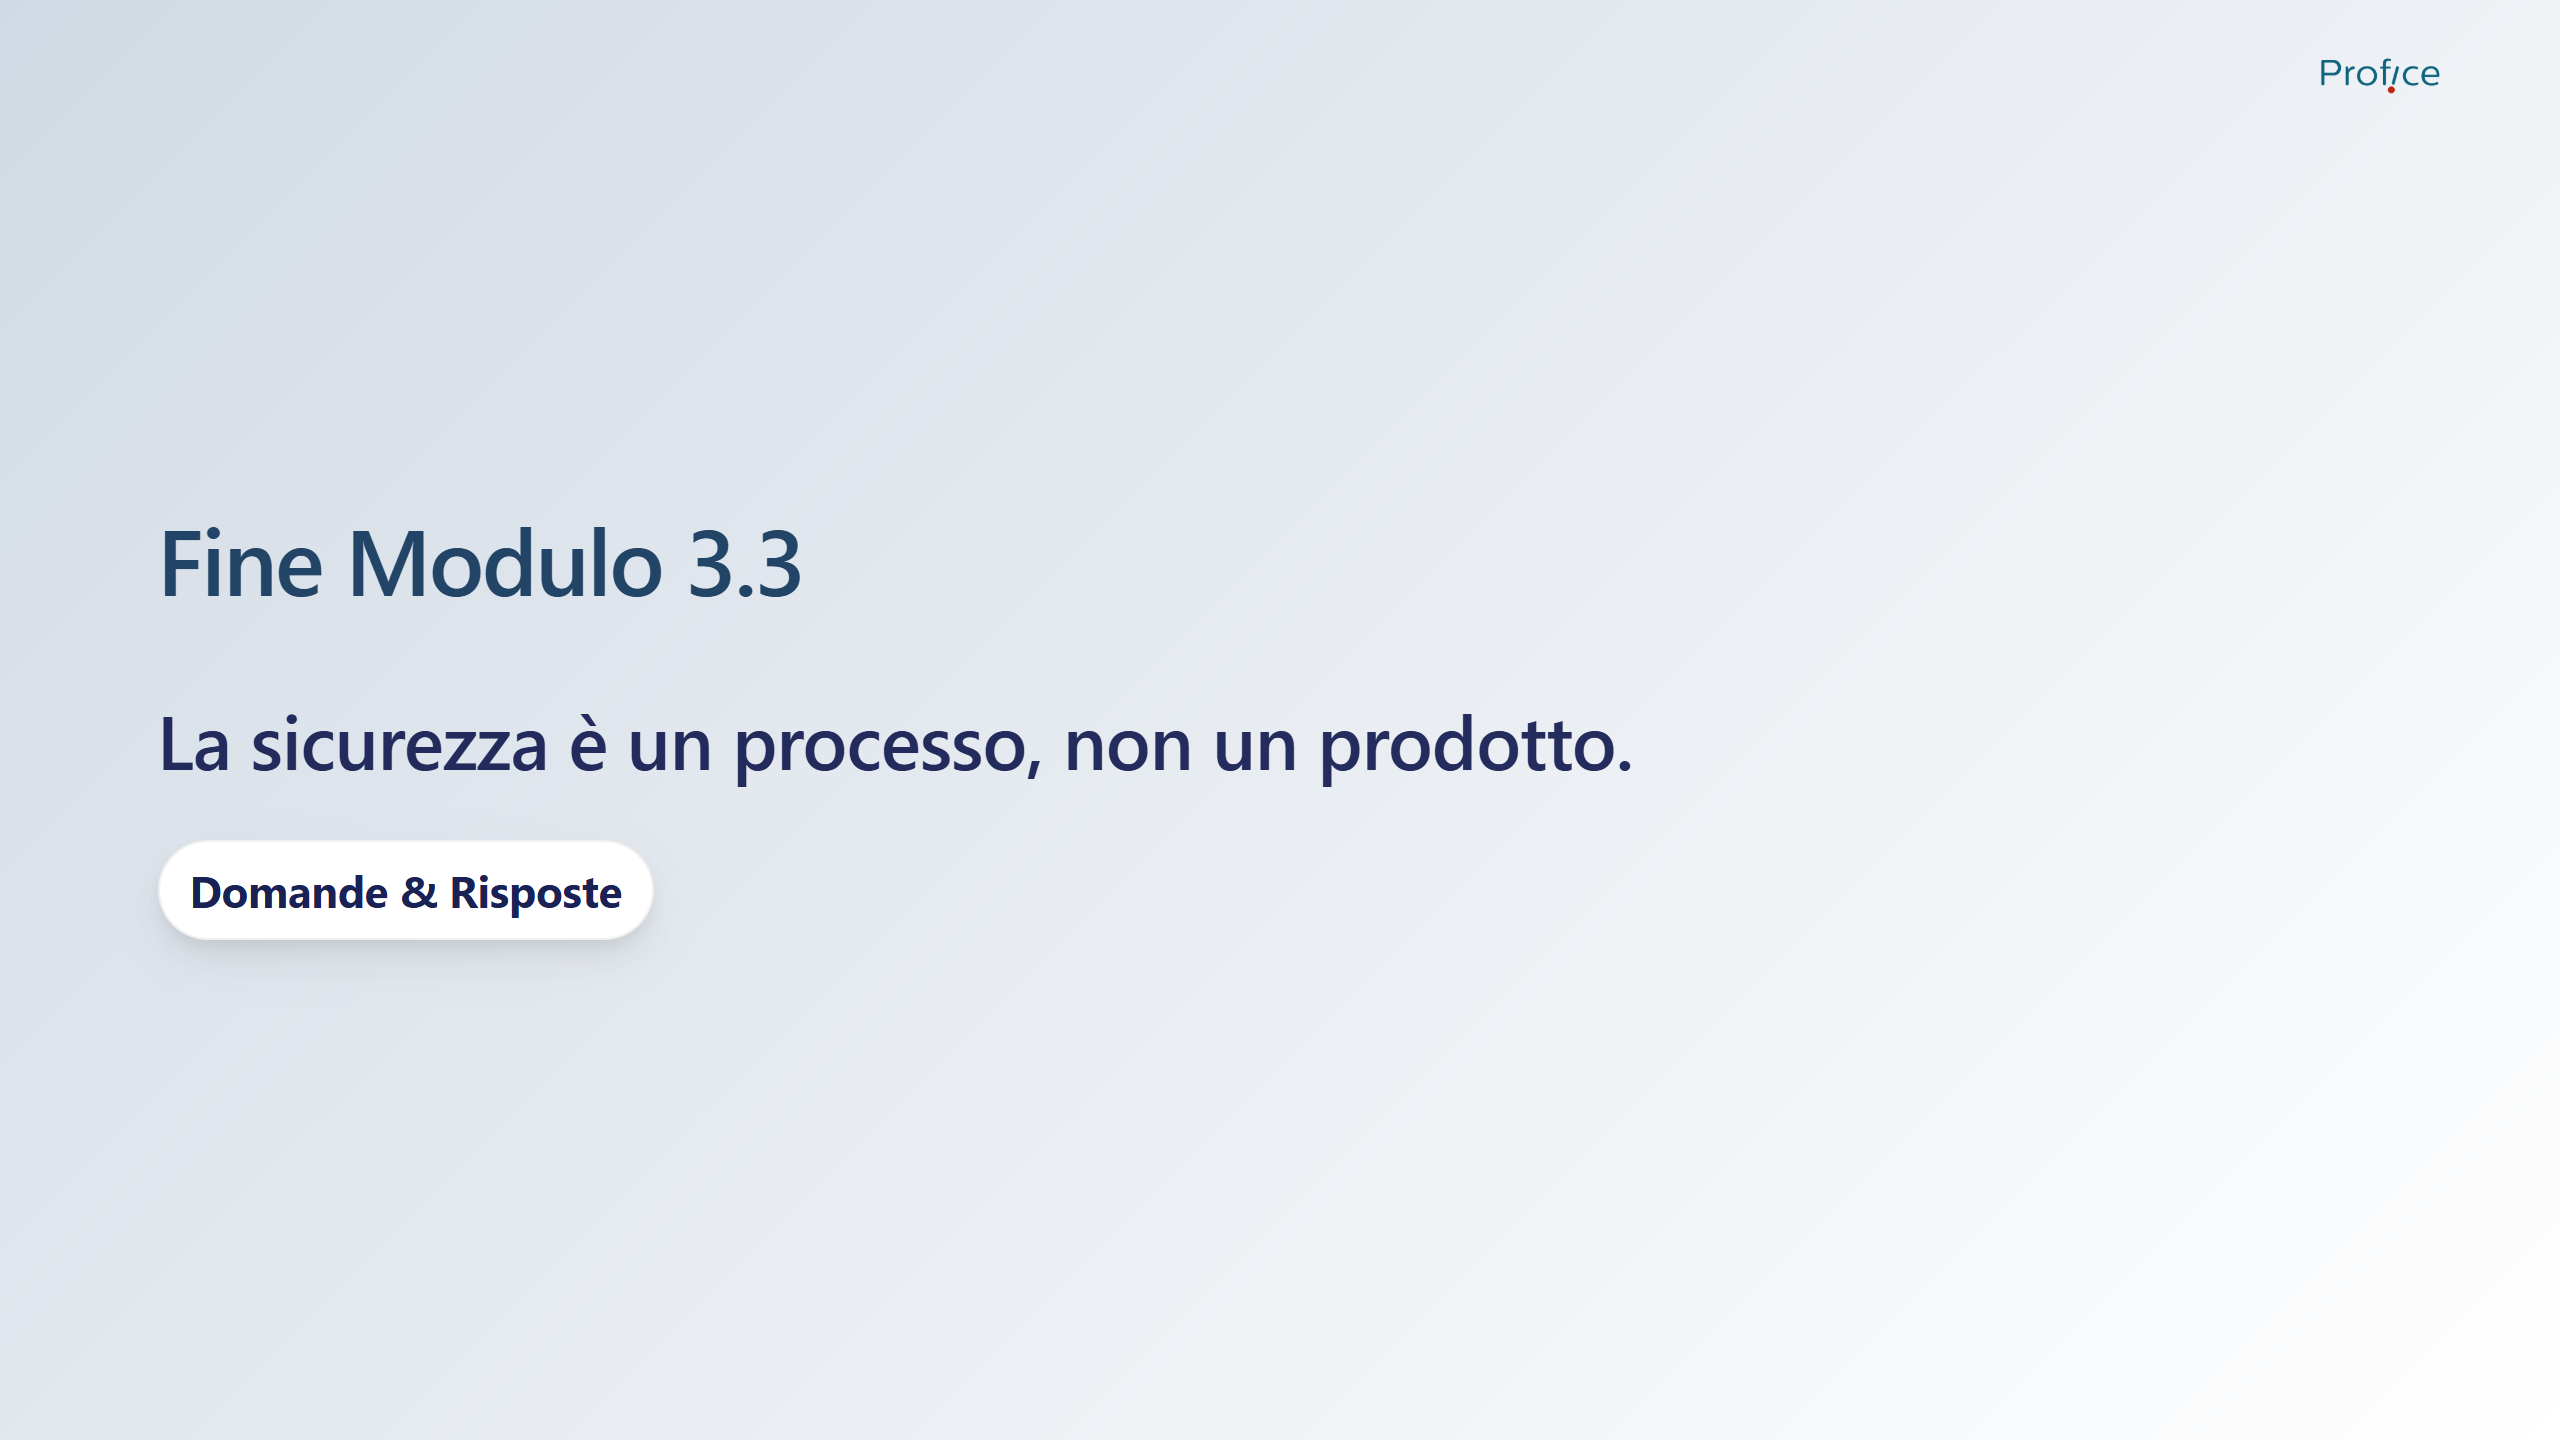 Profice
Fine Modulo 3.3
La sicurezza è un processo, non un prodotto.
Domande & Risposte